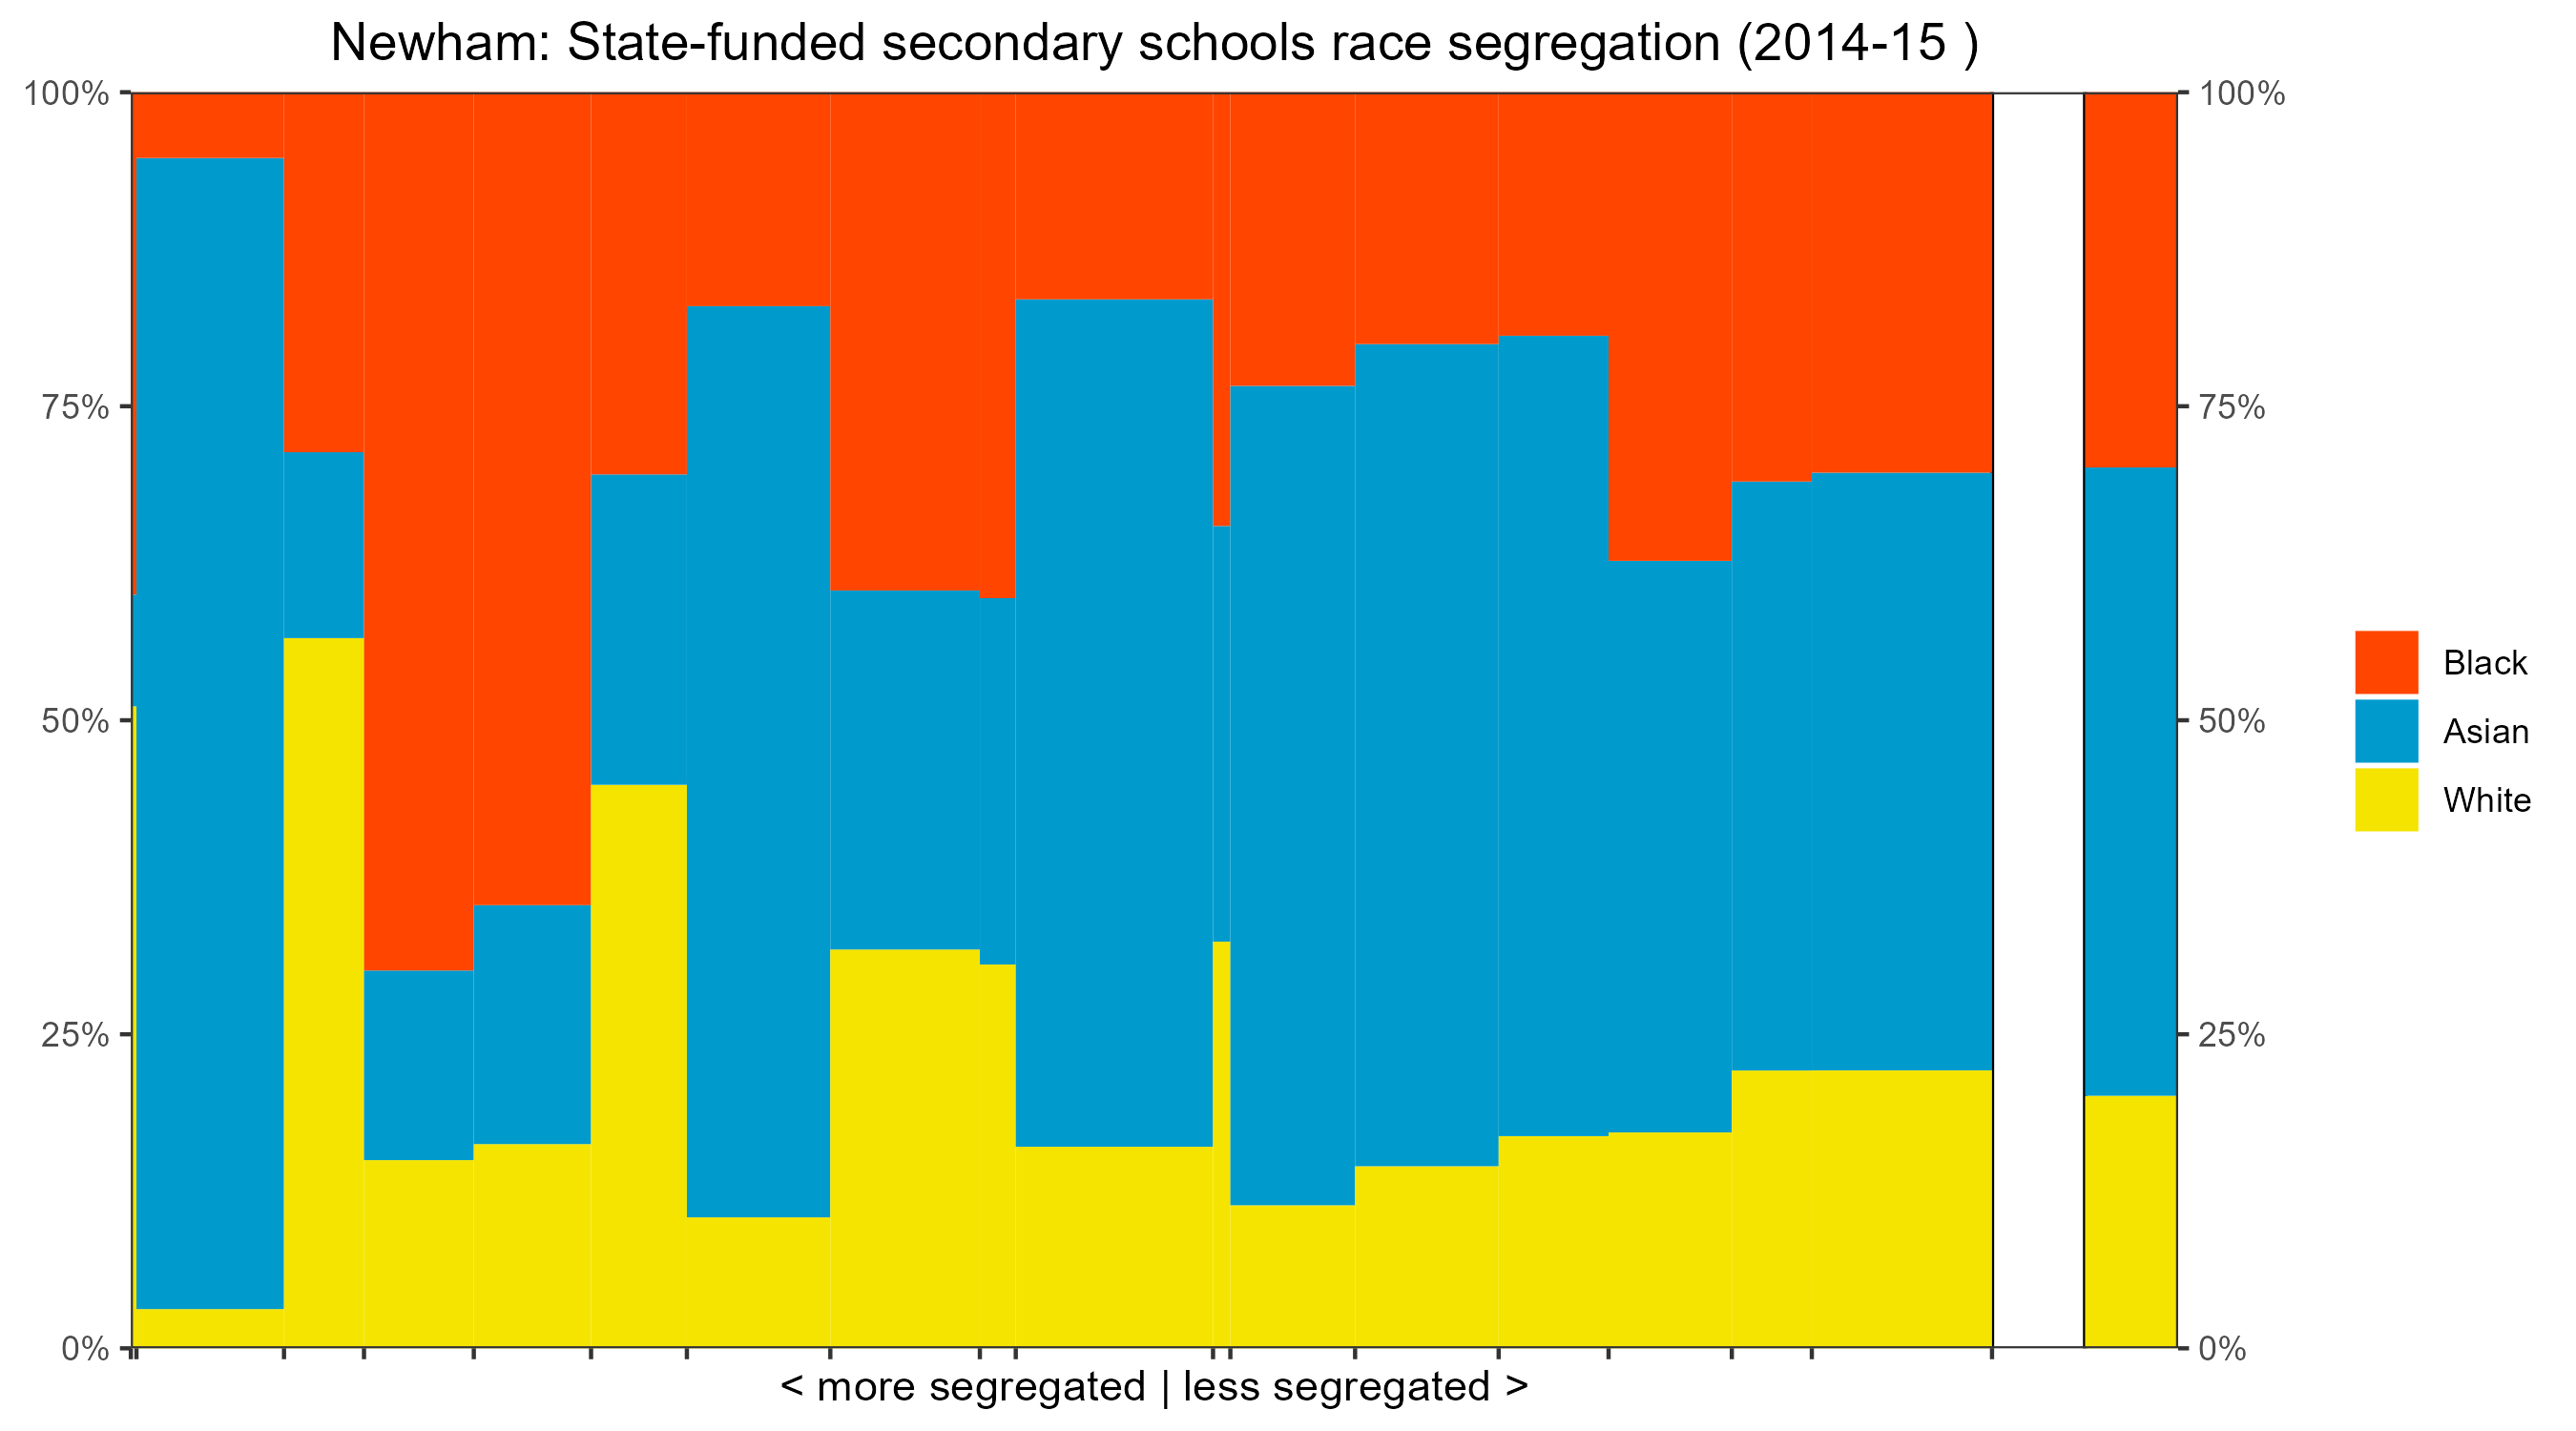 Newham: State-funded secondary schools race segregation (2014-15 )
100%
75%
50%
25%
0%
100%
75%
50%
25%
0%
Black
Asian
White
< more segregated | less segregated >